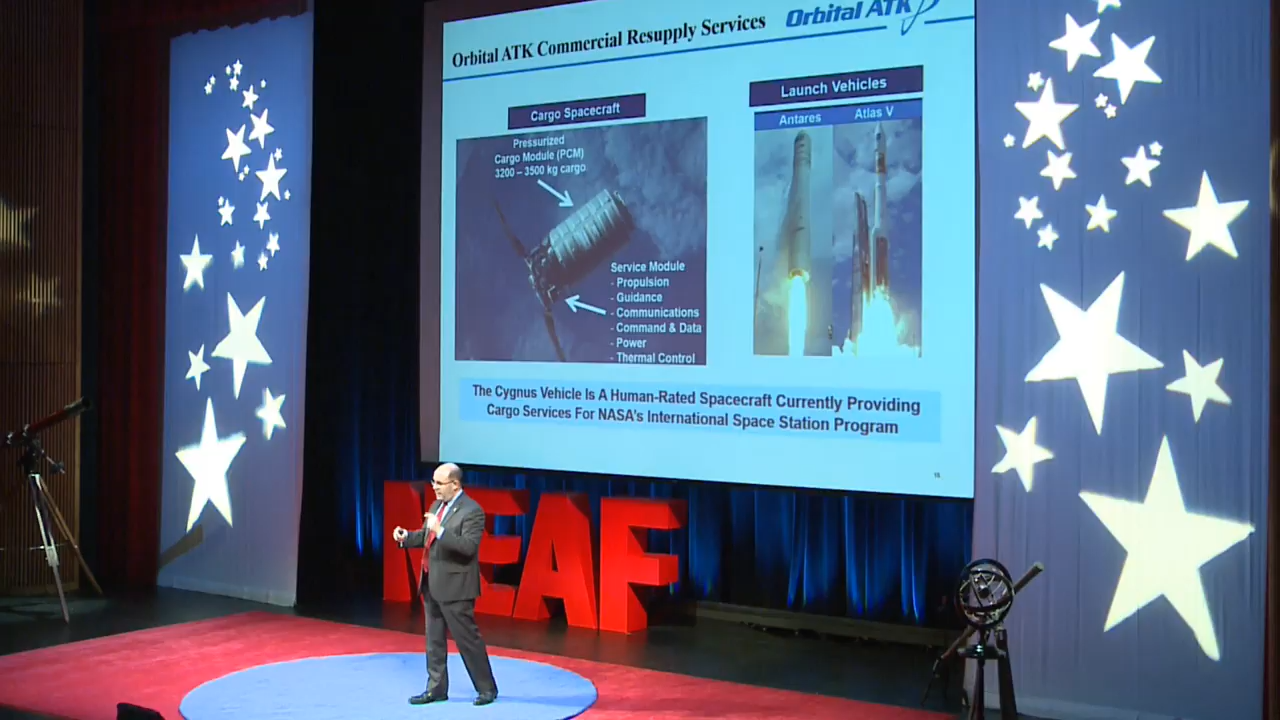 Orbital ATK Commercial Resupply Services
Orbital ATK
Cargo Spacecraft
Launch Vehicles
Antares
Atlas V
Pressurized
Cargo Module (PCM)
3200 – 3500 kg cargo
Service Module
- Propulsion
- Guidance
- Communications
- Command & Data
- Power
- Thermal Control
The Cygnus Vehicle Is A Human-Rated Spacecraft Currently Providing
Cargo Services For NASA's International Space Station Program
NEAF